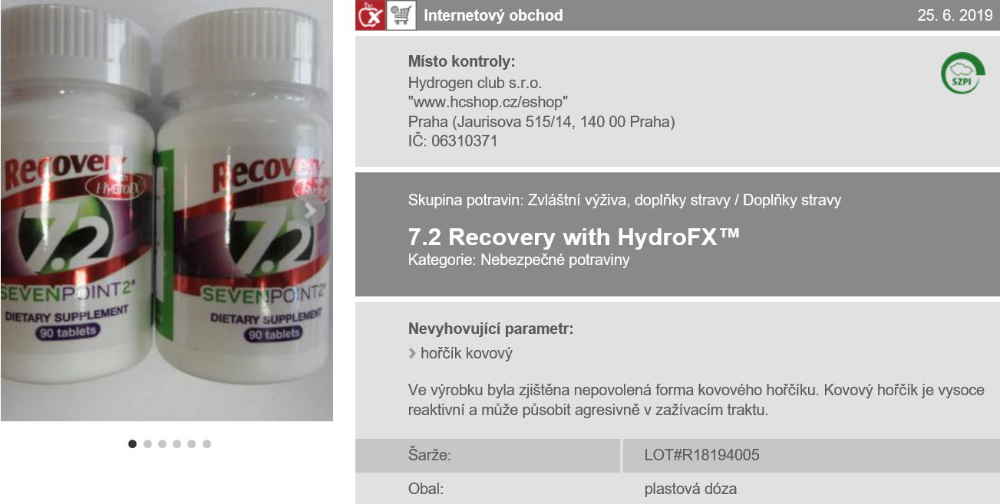 Recovery
with
HydroFX
7.2
SEVENPOINT2®
DIETARY SUPPLEMENT
90 tablets
Recovery
7.2
SEVENPOINT2®
DIETARY SUPPLEMENT
90 tablets
Internetový obchod
25. 6. 2019
Místo kontroly:
Hydrogen club s.r.o.
"www.hcshop.cz/eshop"
Praha (Jaurisova 515/14, 140 00 Praha)
IČ: 06310371
SZPI
Skupina potravin: Zvláštní výživa, doplňky stravy / Doplňky stravy
7.2 Recovery with HydroFX™
Kategorie: Nebezpečné potraviny
Nevyhovující parametr:
hořčík kovový
Ve výrobku byla zjištěna nepovolená forma kovového hořčíku. Kovový hořčík je vysoce
reaktivní a může působit agresivně v zažívacím traktu.
Šarže:
LOT#R18194005
Obal:
plastová dóza